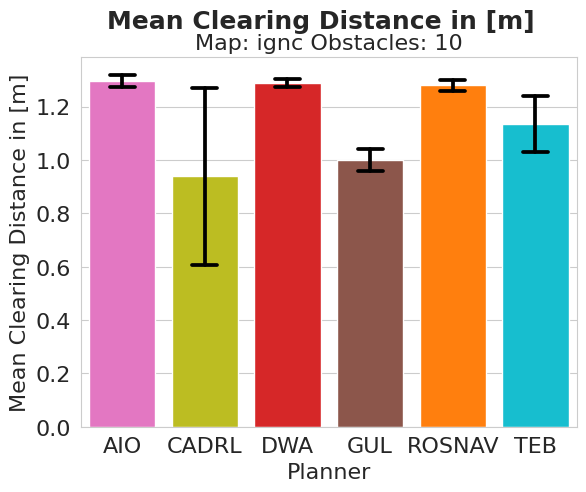 Mean Clearing Distance in [m]
Map: ignc Obstacles: 10
Mean Clearing Distance in [m]
1.2
1.0
0.8
0.6
0.4
0.2
0.0
AIO CADRL DWA GUL ROSNAV TEB
Planner